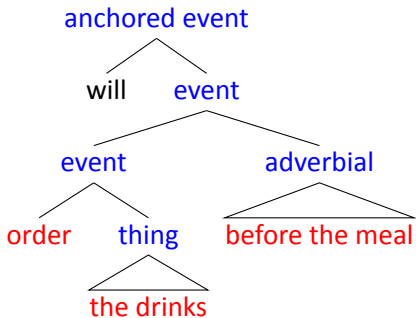 anchored event
will event
event adverbial
order thing before the meal
the drinks